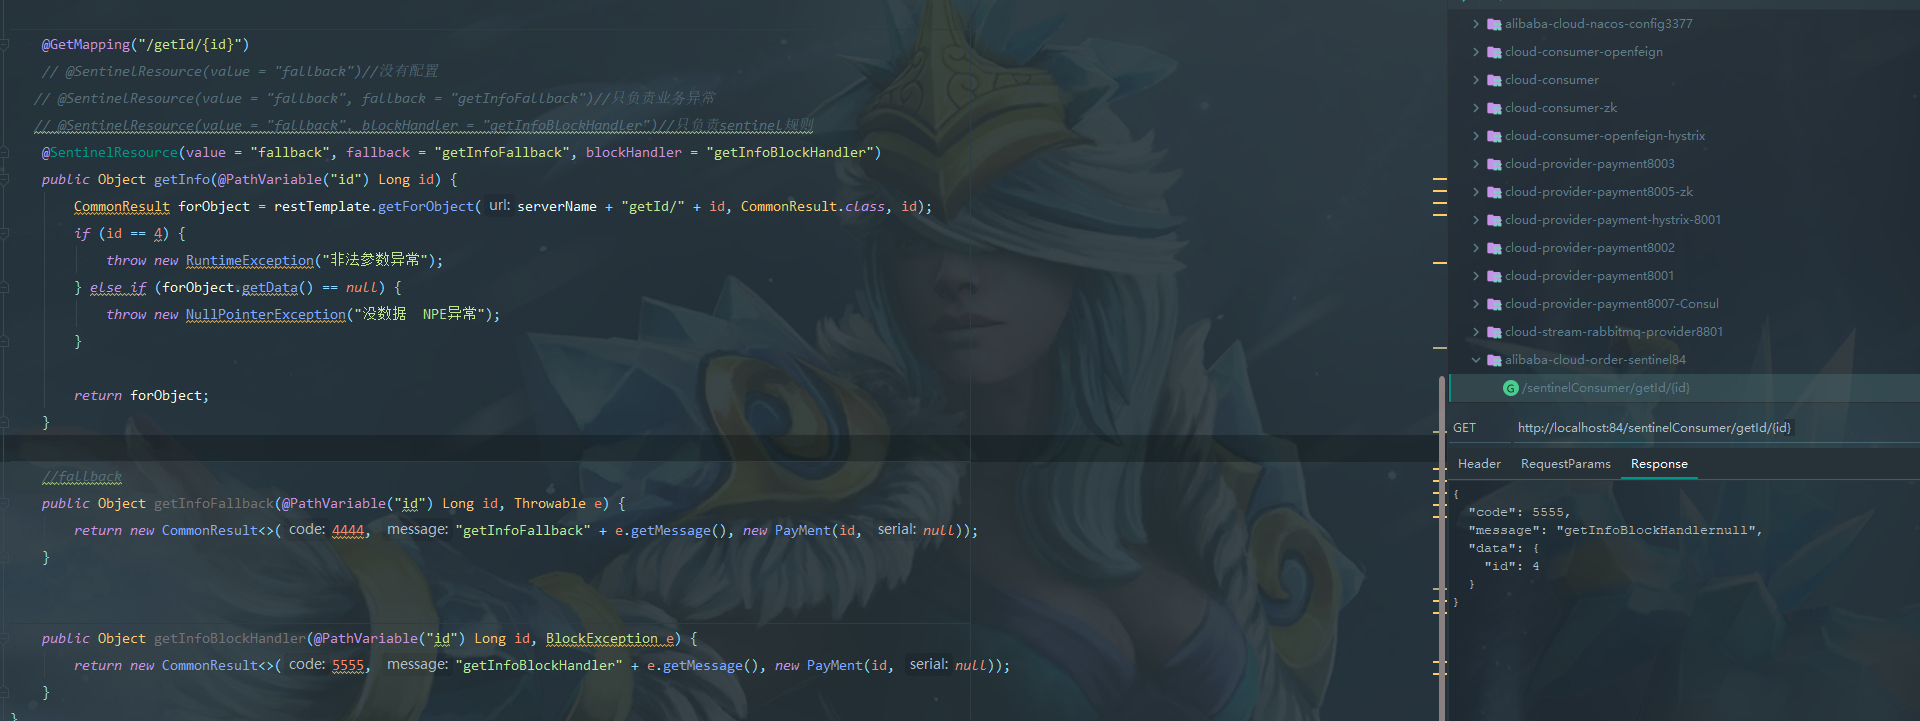 @GetMapping("/getId/{id}")
// @SentinelResource(value = "fallback")//没有配置
// @SentinelResource(value = "fallback", fallback = "getInfoFallback")//只负责业务异常
// @SentinelResource(value = "fallback", blockHandler = "getInfoBlockHandler")//只负责sentinel规则
@SentinelResource(value = "fallback", fallback = "getInfoFallback", blockHandler = "getInfoBlockHandler")
public Object getInfo(@PathVariable("id") Long id) {
CommonResult forObject = restTemplate.getForObject( url: serverName + "getId/" + id, CommonResult.class, id);
if (id == 4) {
throw new RuntimeException("非法参数异常");
} else if (forObject.getData() == null) {
throw new NullPointerException("没数据  NPE异常");
}
return forObject;
}
//fallback
public Object getInfoFallback(@PathVariable("id") Long id, Throwable e) {
return new CommonResult<>( code: 4444, message: "getInfoFallback" + e.getMessage(), new PayMent(id, serial: null));
}
public Object getInfoBlockHandler(@PathVariable("id") Long id, BlockException e) {
return new CommonResult<>( code: 5555, message: "getInfoBlockHandler" + e.getMessage(), new PayMent(id, serial: null));
}
}
alibaba-cloud-nacos-config3377
cloud-consumer-openfeign
cloud-consumer
cloud-consumer-zk
cloud-consumer-openfeign-hystrix
cloud-provider-payment8003
cloud-provider-payment8005-zk
cloud-provider-payment-hystrix-8001
cloud-provider-payment8002
cloud-provider-payment8001
cloud-provider-payment8007-Consul
cloud-stream-rabbitmq-provider8801
alibaba-cloud-order-sentinel84
G /sentinelConsumer/getId/{id}
GET http://localhost:84/sentinelConsumer/getId/{id}
Header RequestParams Response
{
"code": 5555,
"message": "getInfoBlockHandlernull",
"data": {
"id": 4
}
}